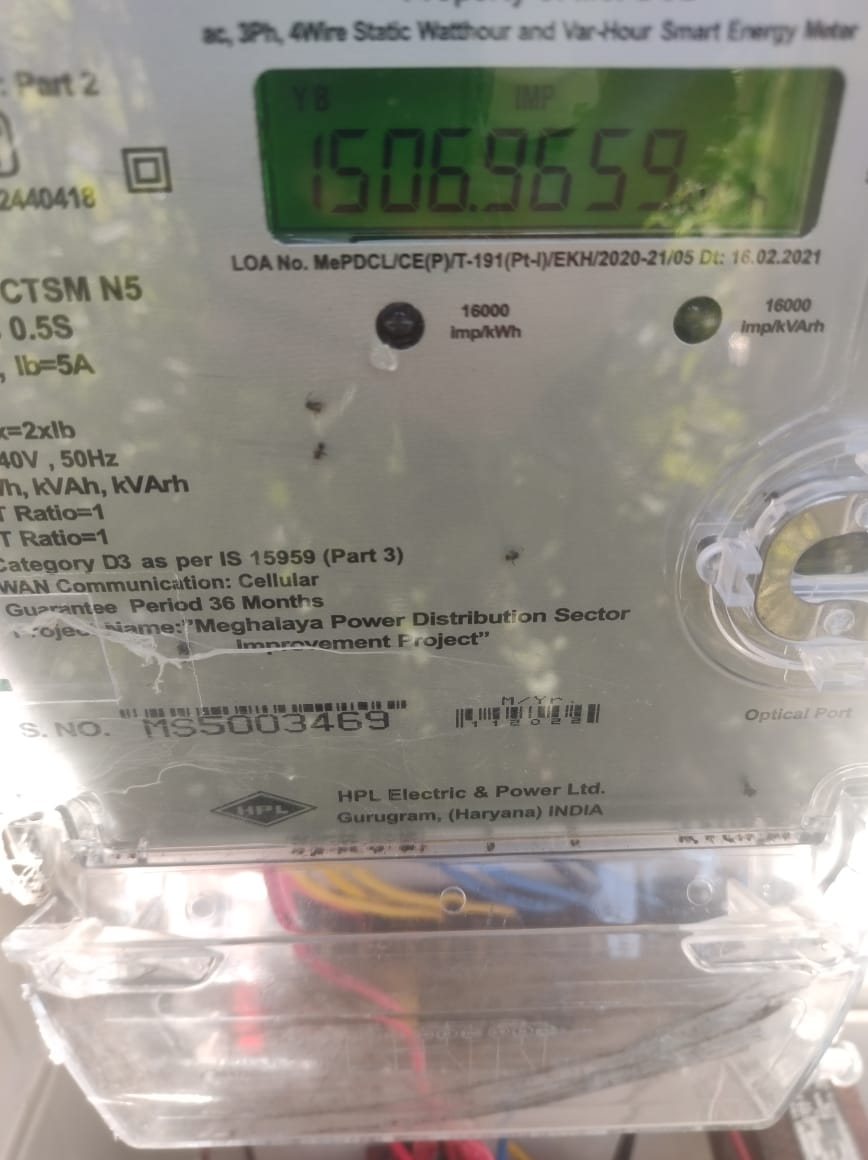 ac, 3Ph, 4Wire Static Watthour and Var-Hour Smart Energy Meter
: Part 2
Y B IMP
1506.9659
2440418
LOA No. MePDCL/CE(P)/T-191(Pt-I)/EKH/2020-21/05 Dt: 16.02.2021
CTSM N5
0.5S
, Ib=5A
16000
imp/kWh
16000
imp/kVArh
x=2xIb
40V , 50Hz
h, kVAh, kVArh
T Ratio=1
T Ratio=1
Category D3 as per IS 15959 (Part 3)
WAN Communication: Cellular
Guarantee Period 36 Months
Project Name:"Meghalaya Power Distribution Sector
Improvement Project"
S. NO. MS5003469
M/Yr.
112022
Optical Port
HPL
HPL Electric & Power Ltd.
Gurugram, (Haryana) INDIA